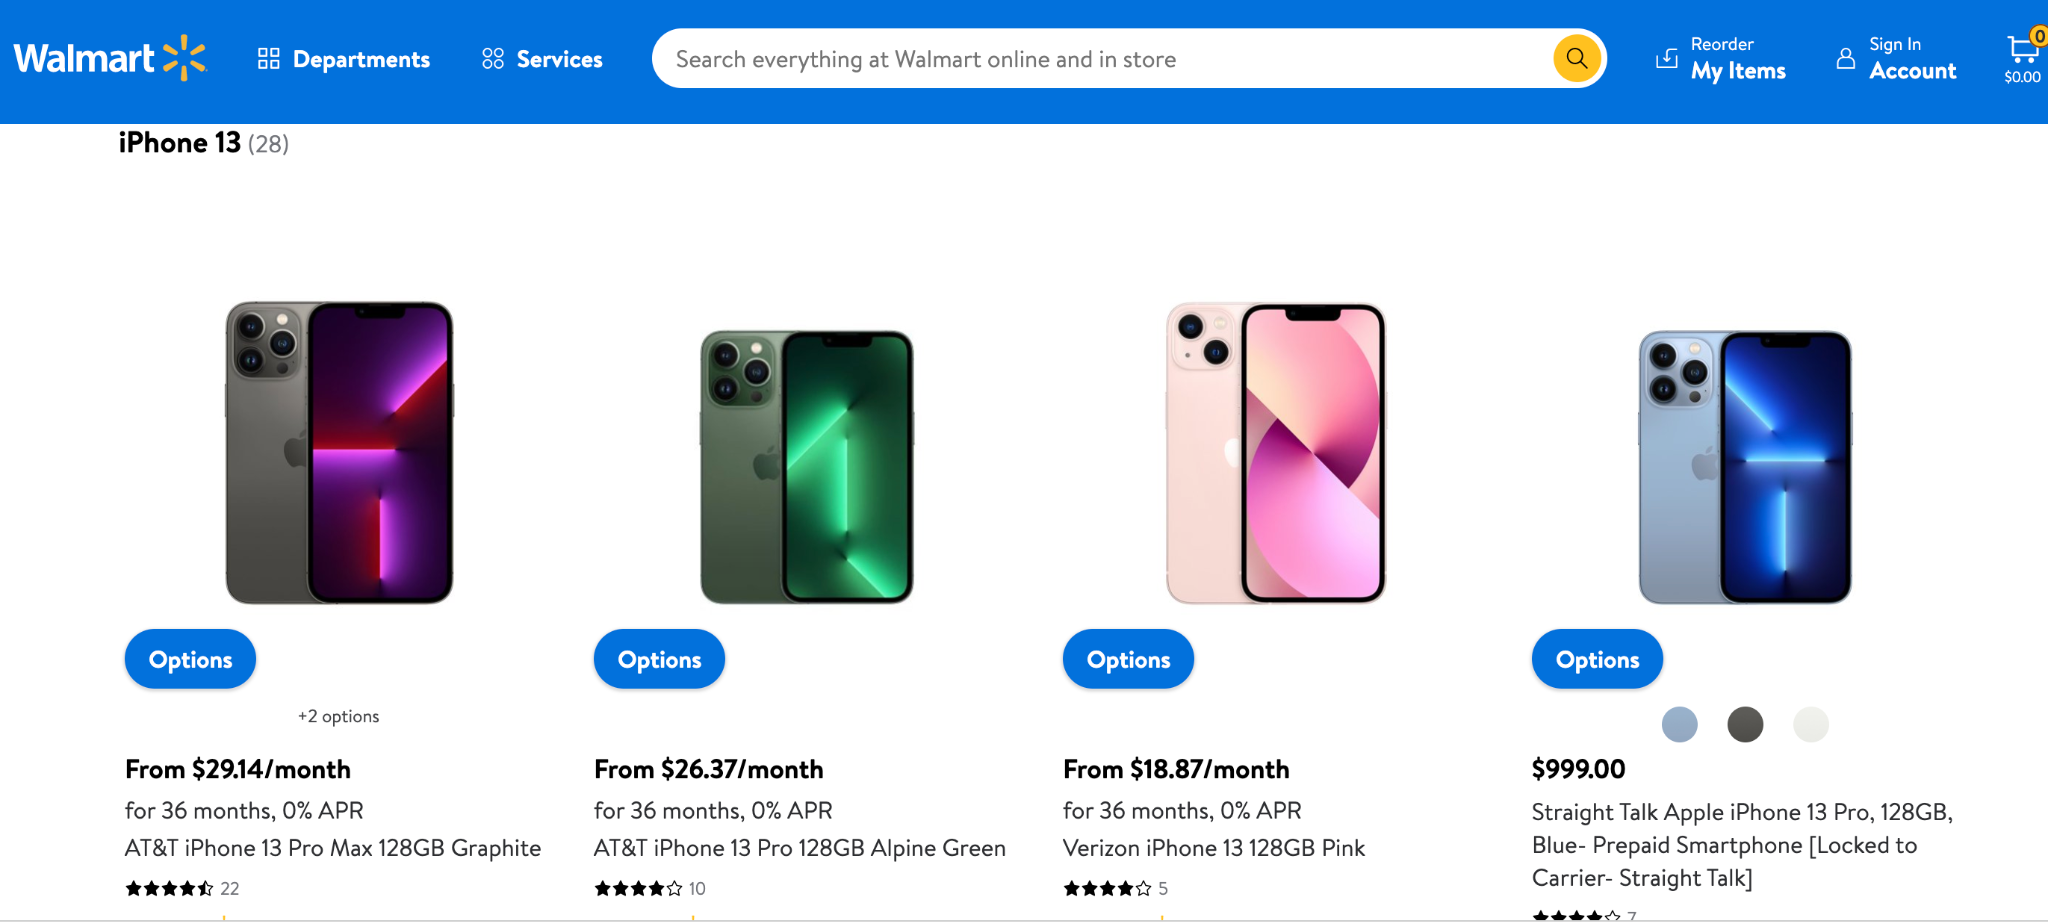 Walmart
Departments
Services
Search everything at Walmart online and in store
Reorder
My Items
Sign In
Account
0
$0.00
iPhone 13 (28)
Options
Options
Options
Options
+2 options
From $29.14/month
for 36 months, 0% APR
AT&T iPhone 13 Pro Max 128GB Graphite
22
From $26.37/month
for 36 months, 0% APR
AT&T iPhone 13 Pro 128GB Alpine Green
10
From $18.87/month
for 36 months, 0% APR
Verizon iPhone 13 128GB Pink
5
$999.00
Straight Talk Apple iPhone 13 Pro, 128GB,
Blue- Prepaid Smartphone [Locked to
Carrier- Straight Talk]
7